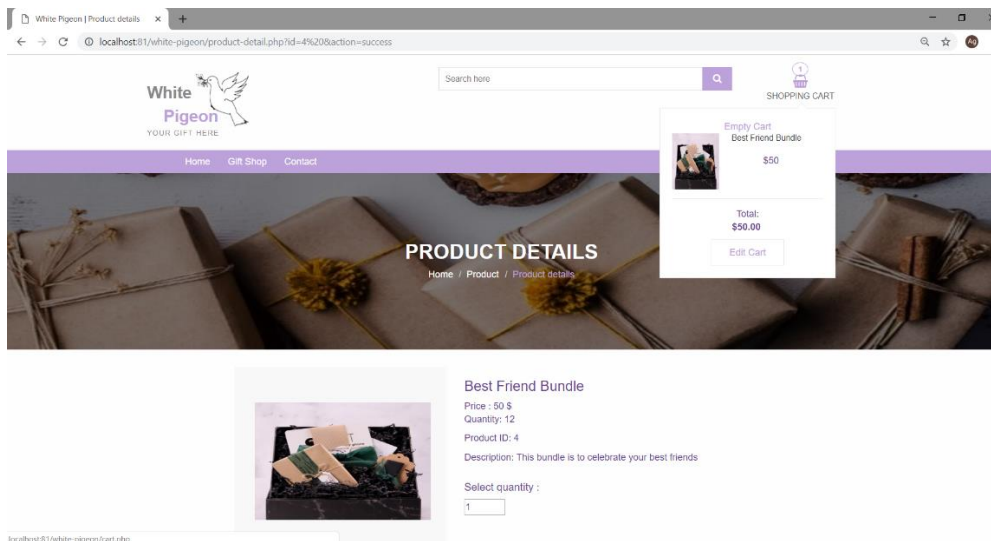 White Pigeon | Product details
localhost:81/white-pigeon/product-detail.php?id=4%20&action=success
Ag
White
Pigeon
YOUR GIFT HERE
Search here
1
SHOPPING CART
Empty Cart
Best Friend Bundle
$50
Total:
$50.00
Edit Cart
Home Gift Shop Contact
PRODUCT DETAILS
Home / Product / Product details
Best Friend Bundle
Price : 50 $
Quantity: 12
Product ID: 4
Description: This bundle is to celebrate your best friends
Select quantity :
1
localhost:81/white-pigeon/cart.php